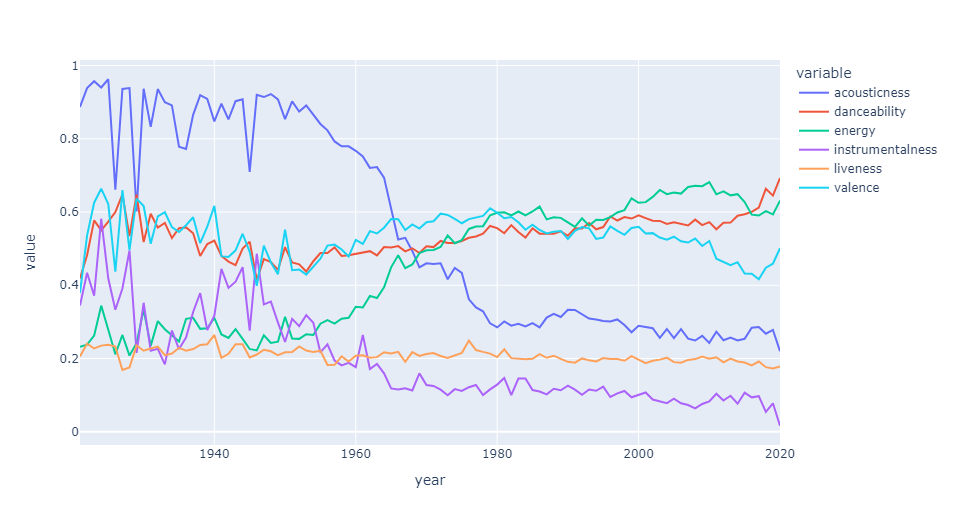 variable
acousticness
danceability
energy
instrumentalness
liveness
valence
1
0.8
0.6
0.4
0.2
0
value
1940
1960
1980
2000
2020
year